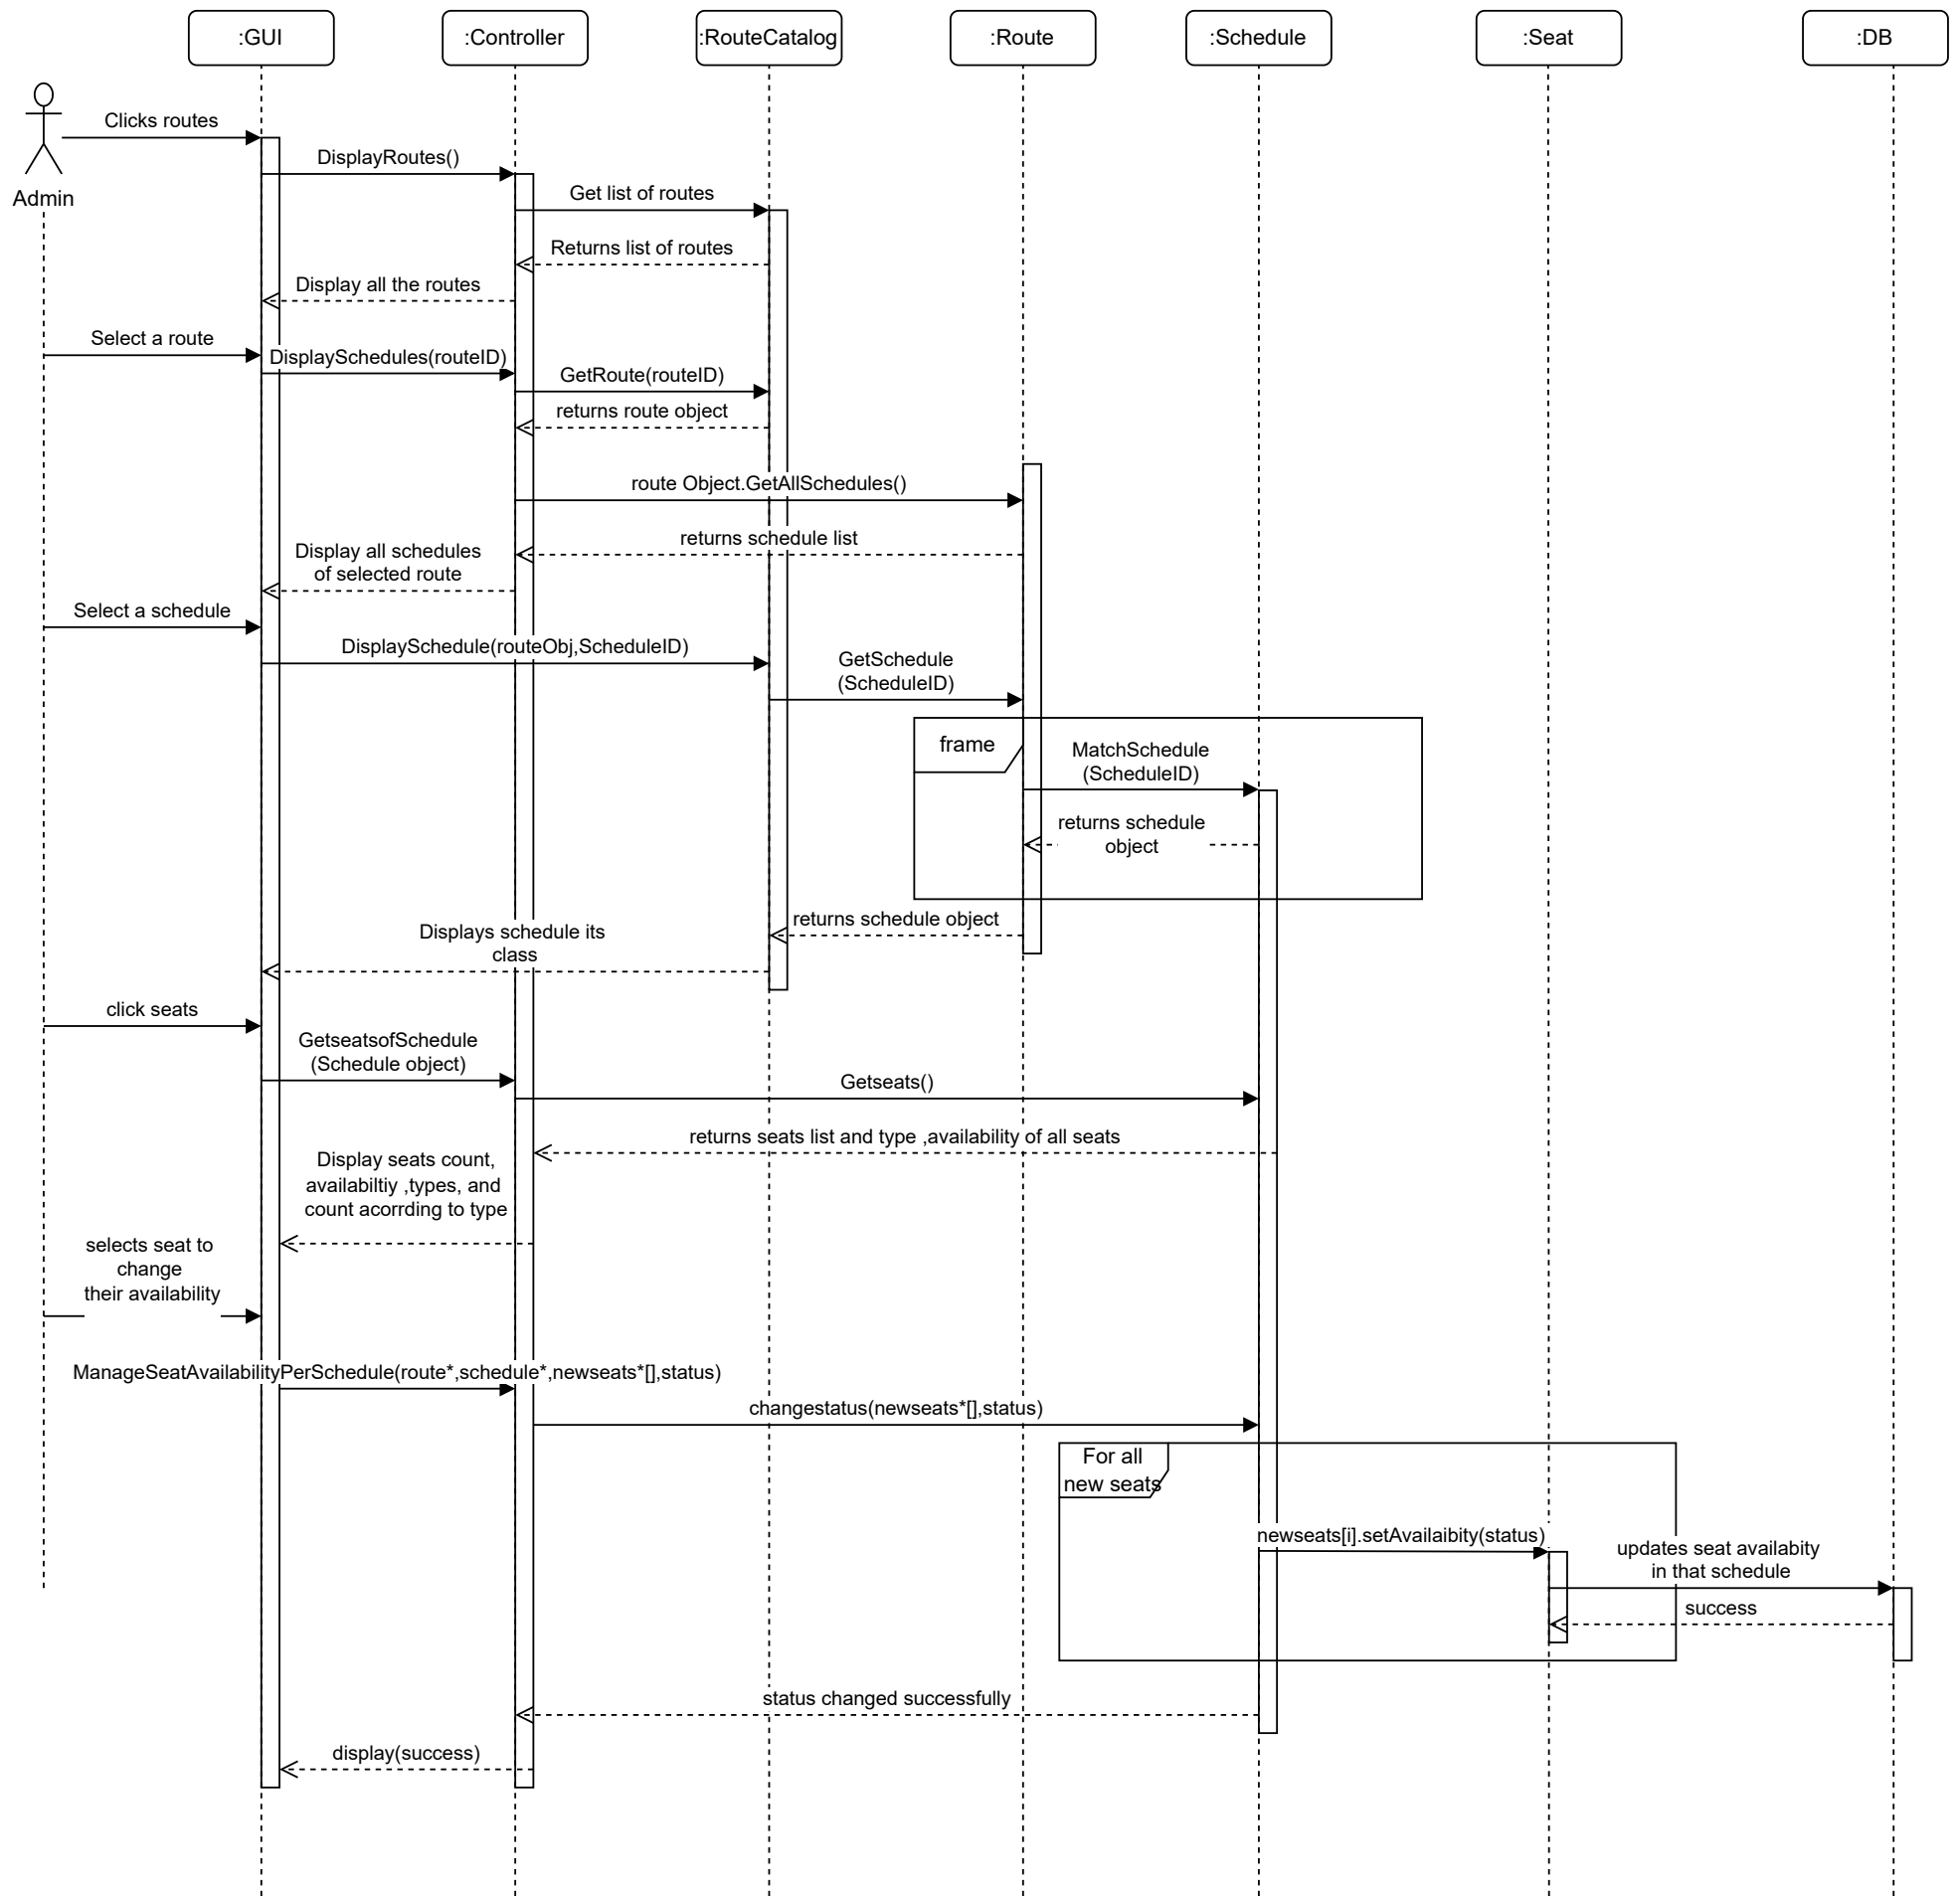 :GUI
:Controller
:RouteCatalog
:Route
:Schedule
:Seat
:DB
Admin
Clicks routes
DisplayRoutes()
Get list of routes
Returns list of routes
Display all the routes
Select a route
DisplaySchedules(routeID)
GetRoute(routeID)
returns route object
route Object.GetAllSchedules()
returns schedule list
Display all schedules
of selected route
Select a schedule
DisplaySchedule(routeObj,ScheduleID)
GetSchedule
(ScheduleID)
frame
MatchSchedule
(ScheduleID)
returns schedule
object
returns schedule object
Displays schedule its
class
click seats
GetseatsofSchedule
(Schedule object)
Getseats()
returns seats list and type ,availability of all seats
Display seats count,
availabiltiy ,types, and
count acorrding to type
selects seat to
change
their availability
ManageSeatAvailabilityPerSchedule(route*,schedule*,newseats*[],status)
changestatus(newseats*[],status)
For all
new seats
newseats[i].setAvailaibity(status)
updates seat availabity
in that schedule
success
status changed successfully
display(success)